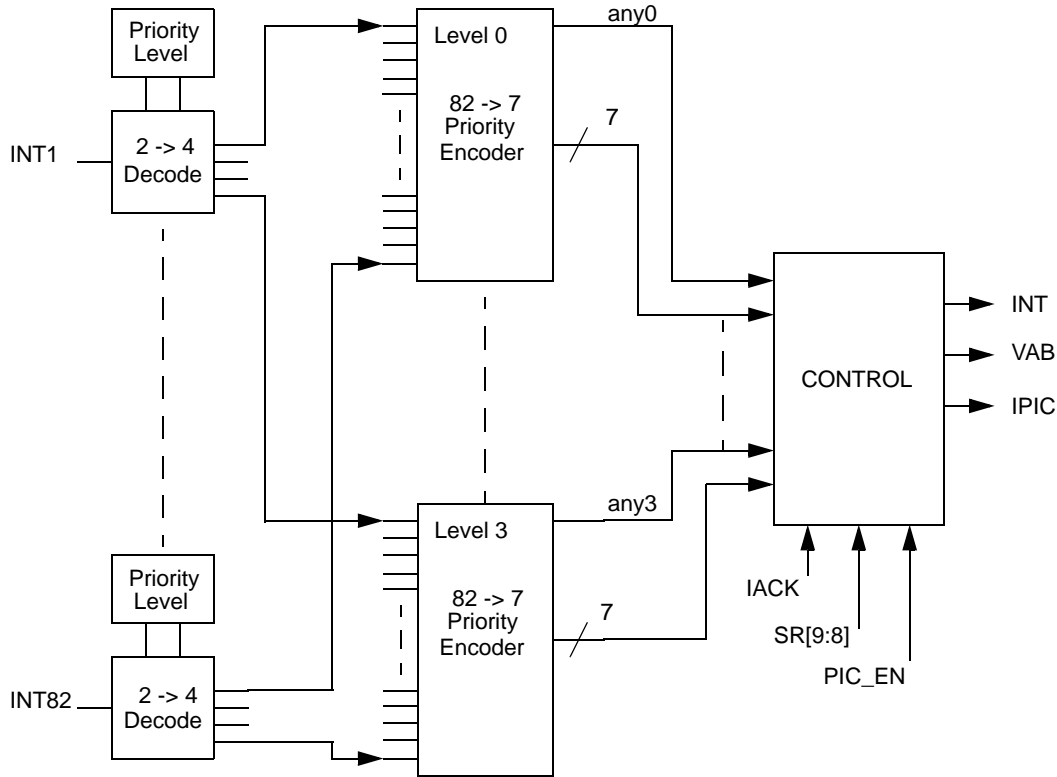 Priority
Level
INT1
2 -> 4
Decode
Level 0
82 -> 7
Priority
Encoder
any0
7
CONTROL
INT
VAB
IPIC
IACK
SR[9:8]
PIC_EN
Priority
Level
INT82
2 -> 4
Decode
Level 3
82 -> 7
Priority
Encoder
any3
7